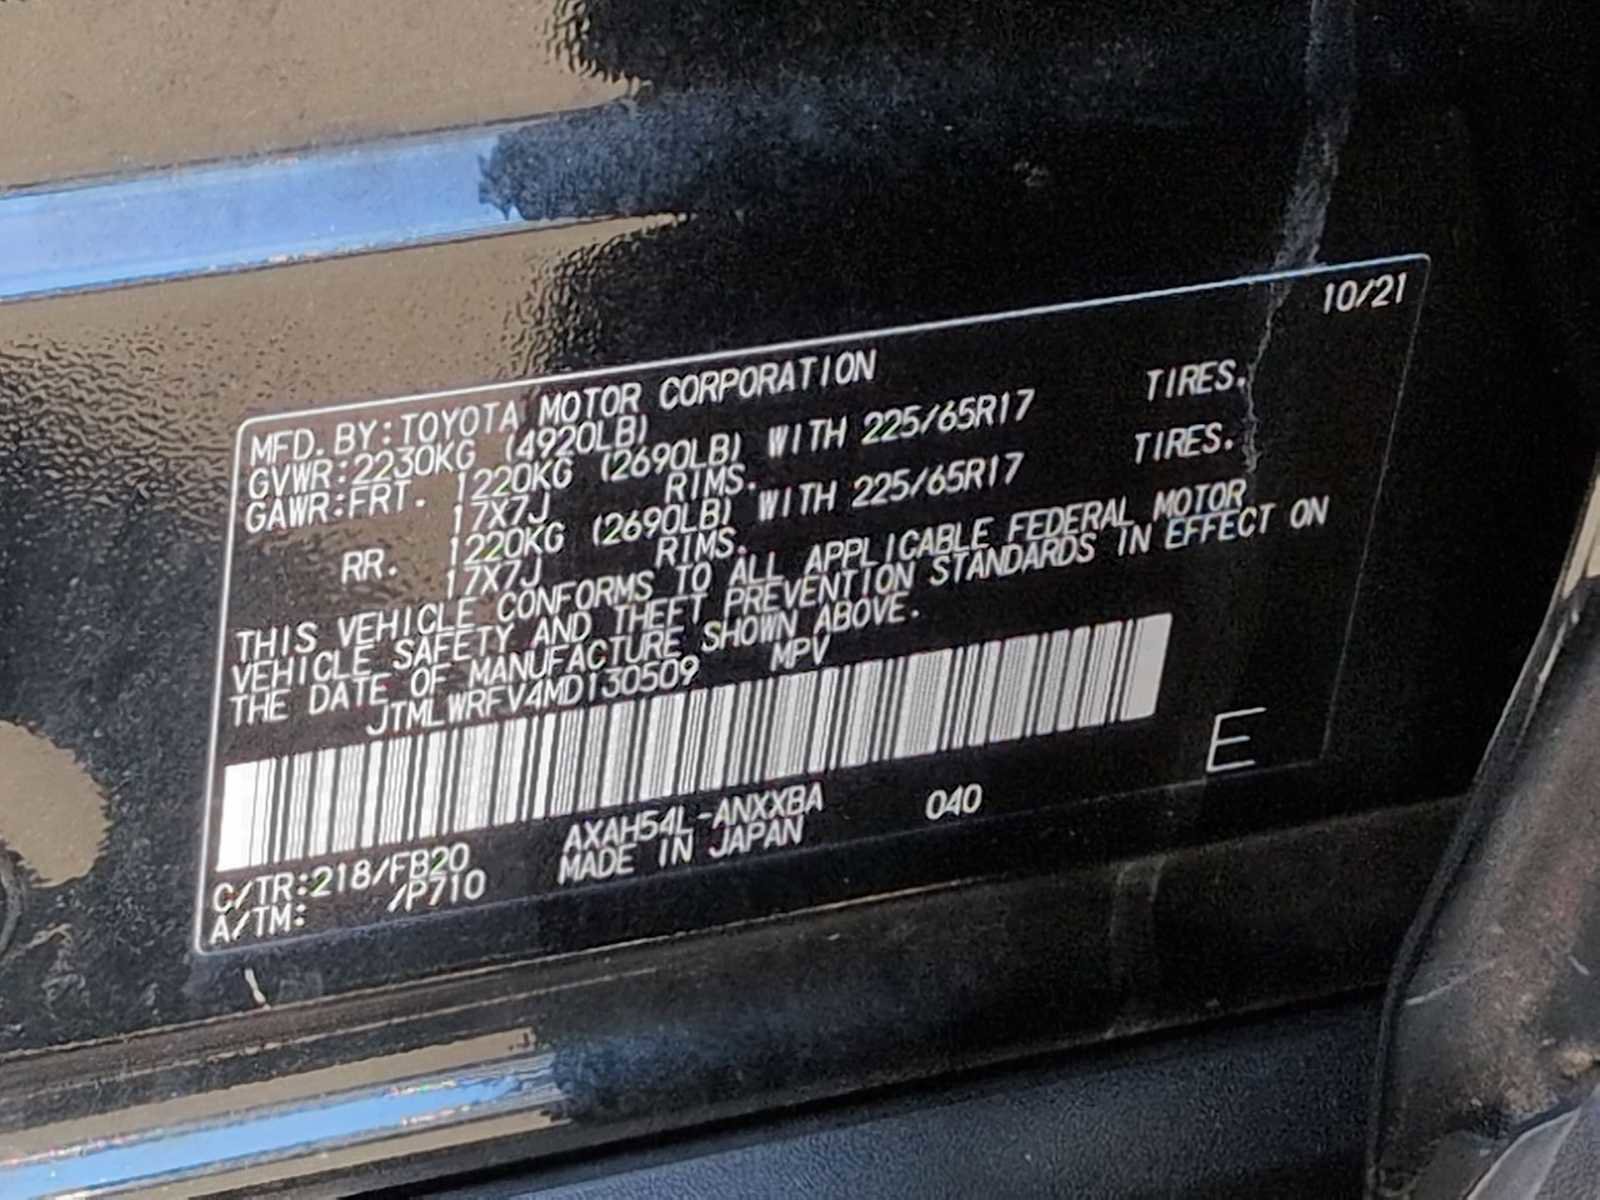 10/21
MFD. BY: TOYOTA MOTOR CORPORATION
GVWR: 2230KG (4920LB)
GAWR: FRT. 1220KG (2690LB) WITH 225/65R17 TIRES.
17X7J RIMS.
RR. 1220KG (2690LB) WITH 225/65R17 TIRES.
17X7J RIMS.
THIS VEHICLE CONFORMS TO ALL APPLICABLE FEDERAL MOTOR
VEHICLE SAFETY AND THEFT PREVENTION STANDARDS IN EFFECT ON
THE DATE OF MANUFACTURE SHOWN ABOVE.
JTMLWRFV4MD130509 MPV
E
C/TR: 218/FB20 AXAH54L-ANXXBA 040
A/TM: /P710 MADE IN JAPAN